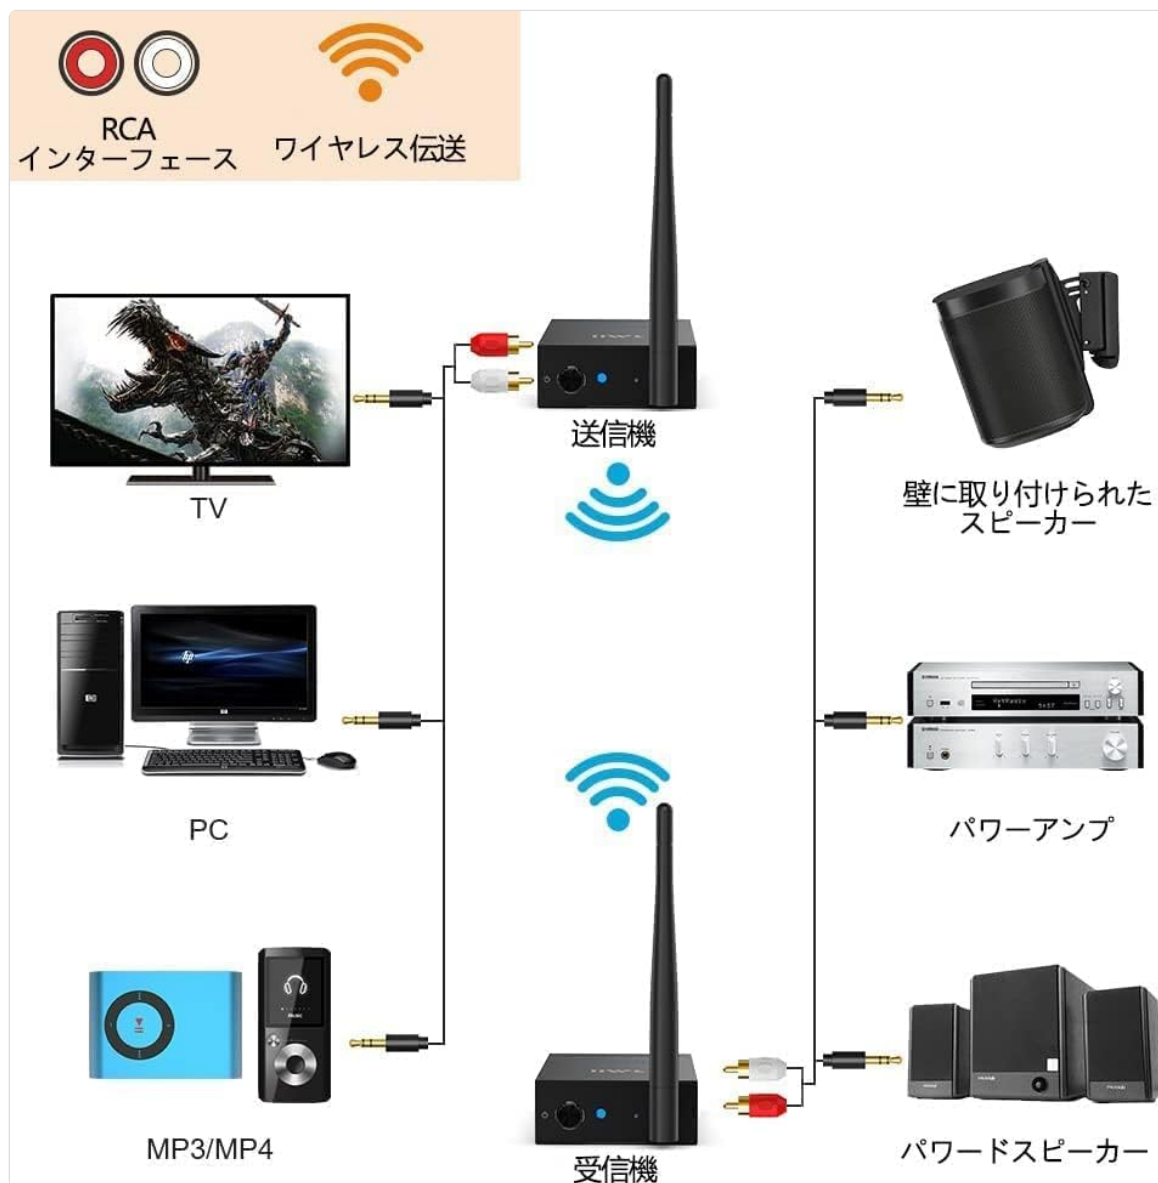 RCA
インターフェース
ワイヤレス伝送
送信機
TV
壁に取り付けられた
スピーカー
PC
パワーアンプ
MP3/MP4
受信機
パワードスピーカー
hp
Music